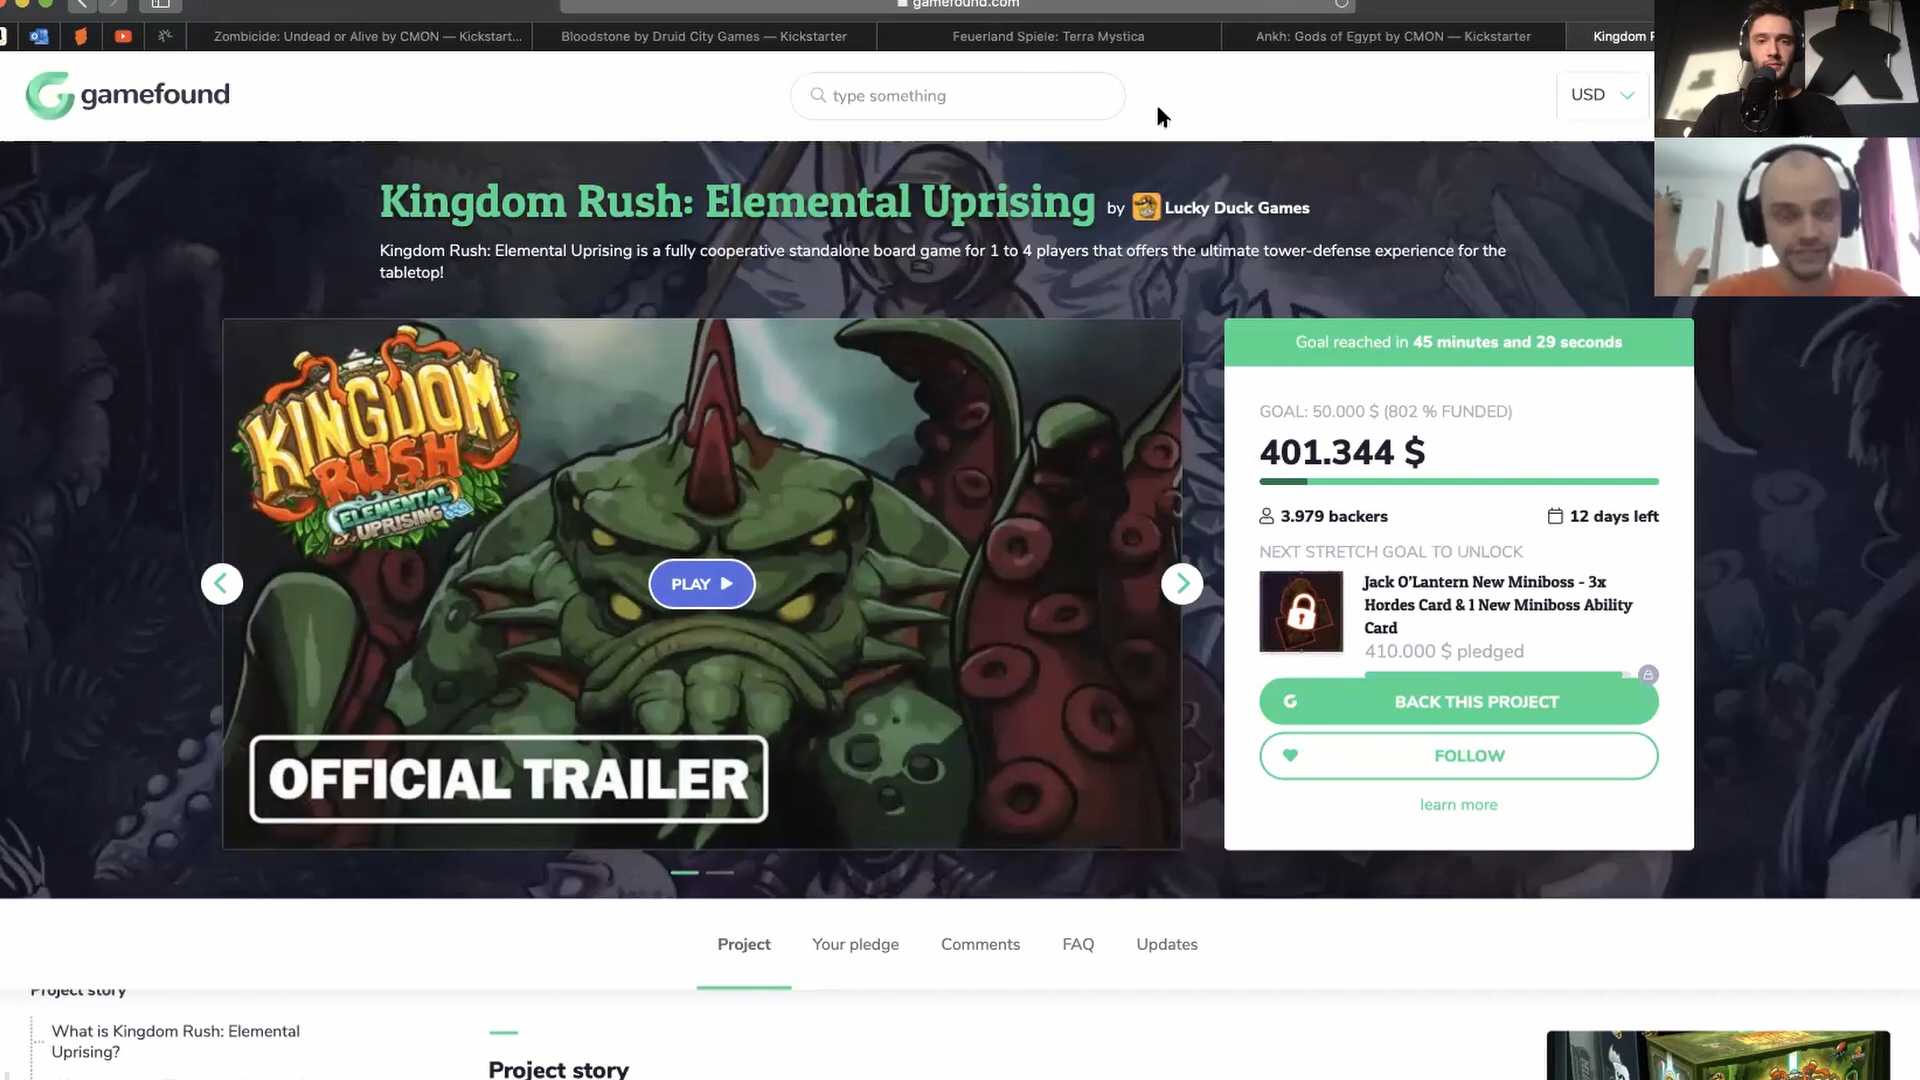 gamefound.com
Zombicide: Undead or Alive by CMON — Kickstart...
Bloodstone by Druid City Games — Kickstarter
Feuerland Spiele: Terra Mystica
Ankh: Gods of Egypt by CMON — Kickstarter
Kingdom R
gamefound
type something
USD
Kingdom Rush: Elemental Uprising by Lucky Duck Games
Kingdom Rush: Elemental Uprising is a fully cooperative standalone board game for 1 to 4 players that offers the ultimate tower-defense experience for the
tabletop!
KINGDOM
RUSH
ELEMENTAL
UPRISING
PLAY
OFFICIAL TRAILER
Goal reached in 45 minutes and 29 seconds
GOAL: 50.000 $ (802 % FUNDED)
401.344 $
3.979 backers
12 days left
NEXT STRETCH GOAL TO UNLOCK
Jack O'Lantern New Miniboss - 3x
Hordes Card & 1 New Miniboss Ability
Card
410.000 $ pledged
BACK THIS PROJECT
FOLLOW
learn more
Project
Your pledge
Comments
FAQ
Updates
Project story
What is Kingdom Rush: Elemental
Uprising?
Project story